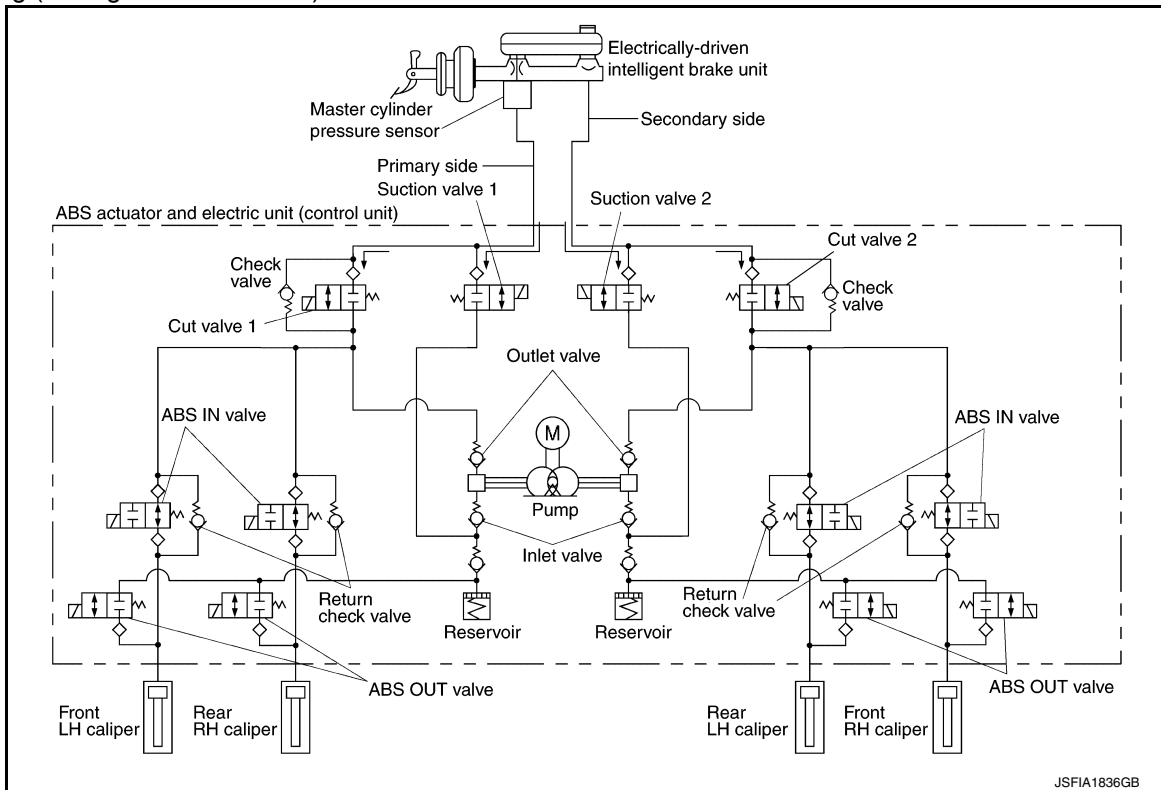 Electrically-driven
intelligent brake unit
Master cylinder
pressure sensor
Secondary side
Primary side
Suction valve 1
Suction valve 2
ABS actuator and electric unit (control unit)
Cut valve 2
Check
valve
Check
valve
Cut valve 1
Outlet valve
ABS IN valve
ABS IN valve
M
Pump
Inlet valve
Return
check valve
Return
check valve
Reservoir
Reservoir
ABS OUT valve
ABS OUT valve
Front
LH caliper
Rear
RH caliper
Rear
LH caliper
Front
RH caliper
JSFIA1836GB